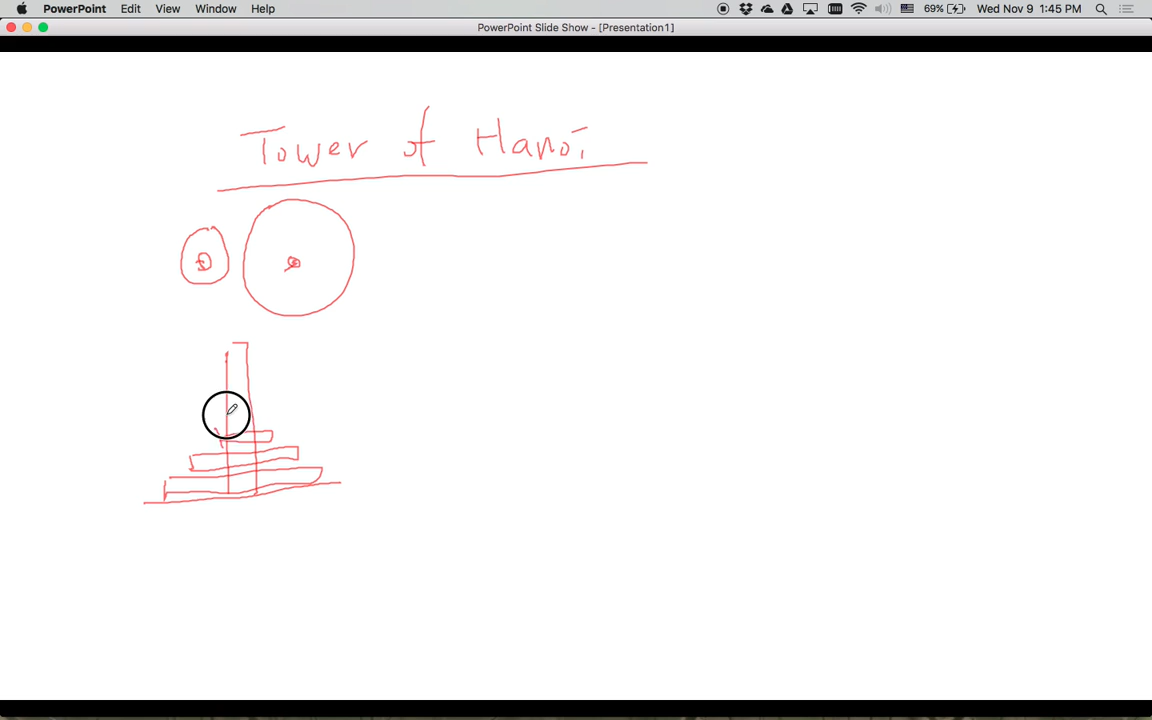 PowerPoint Edit View Window Help 69% Wed Nov 9 1:45 PM
PowerPoint Slide Show - [Presentation1]
Tower of Hanoi